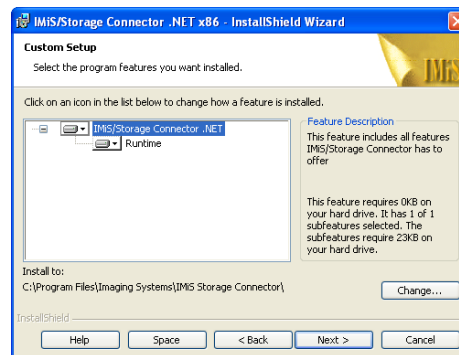 IMiS/Storage Connector .NET x86 - InstallShield Wizard
Custom Setup
Select the program features you want installed.
IMiS
Click on an icon in the list below to change how a feature is installed.
IMiS/Storage Connector .NET
Runtime
Feature Description
This feature includes all features
IMiS/Storage Connector has to
offer
This feature requires 0KB on
your hard drive. It has 1 of 1
subfeatures selected. The
subfeatures require 23KB on
your hard drive.
Install to:
C:\Program Files\Imaging Systems\IMiS Storage Connector\
Change...
InstallShield
Help
Space
< Back
Next >
Cancel